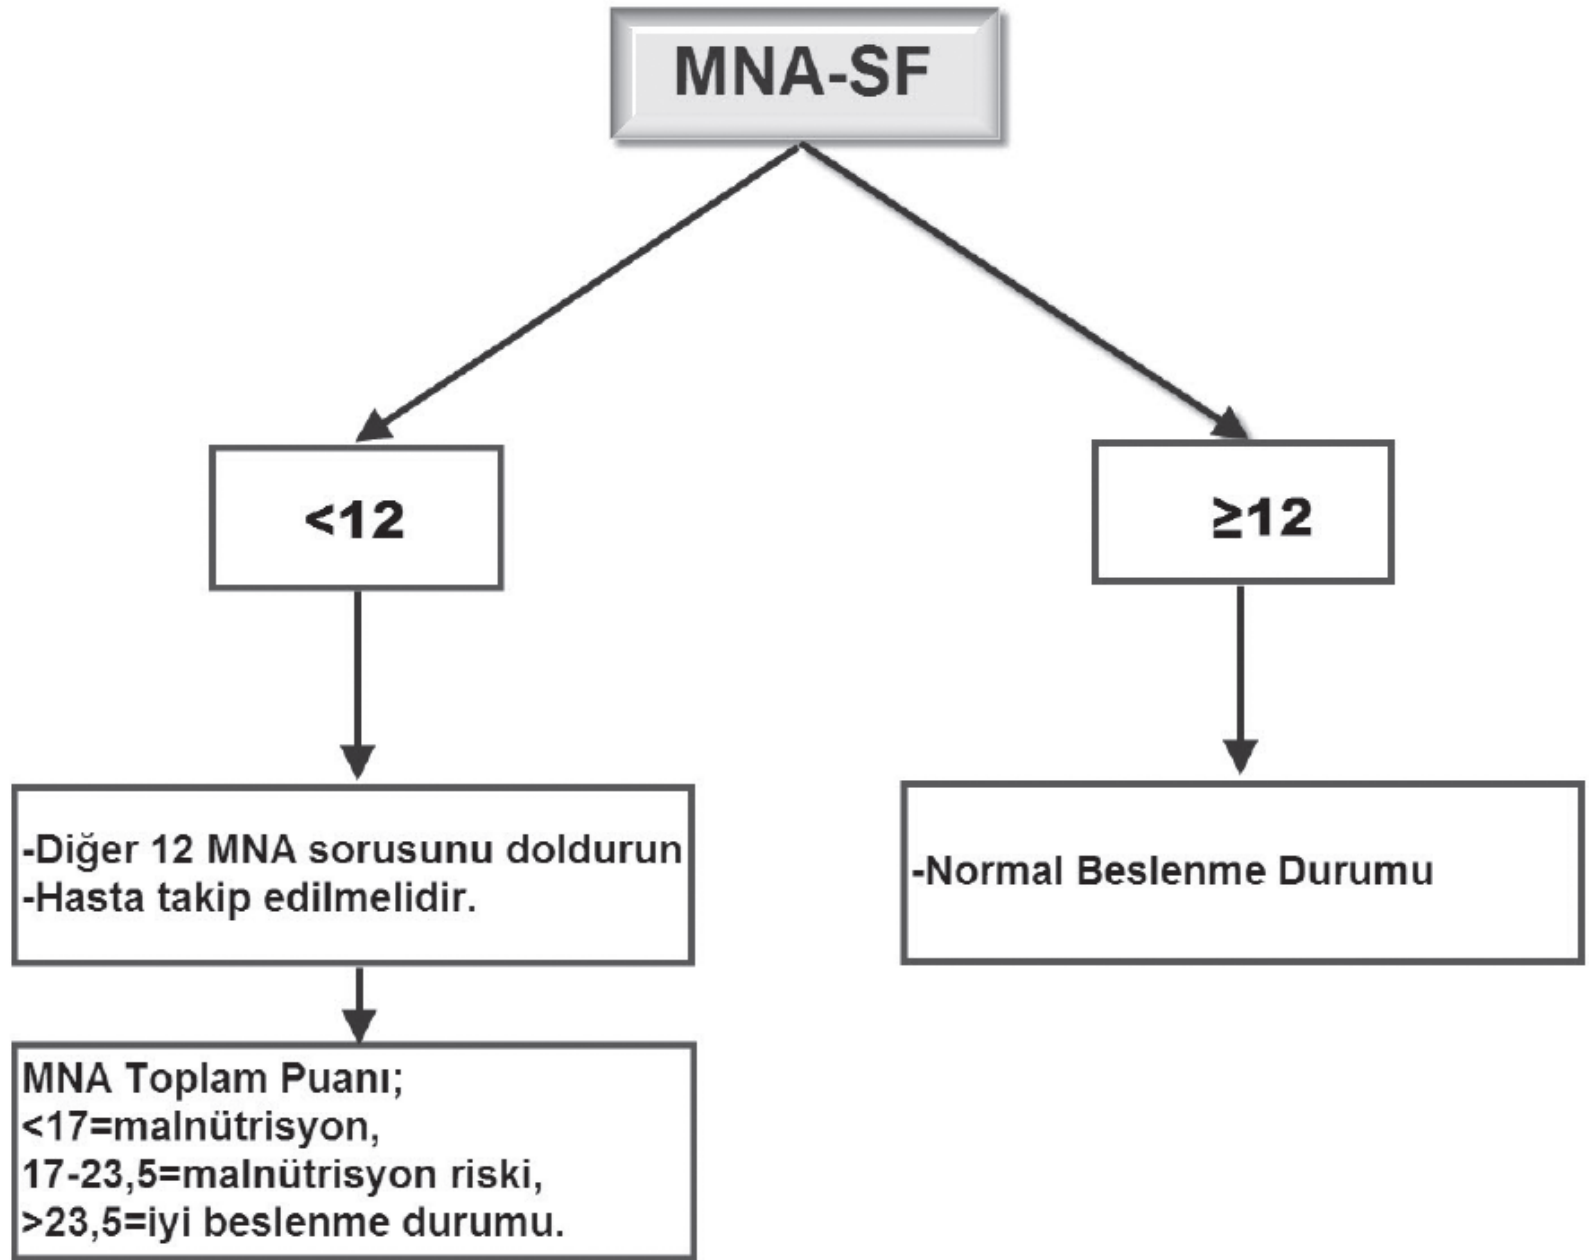 MNA-SF
<12
≥12
-Diğer 12 MNA sorusunu doldurun
-Hasta takip edilmelidir.
-Normal Beslenme Durumu
MNA Toplam Puanı;
<17=malnütrisyon,
17-23,5=malnütrisyon riski,
>23,5=iyi beslenme durumu.